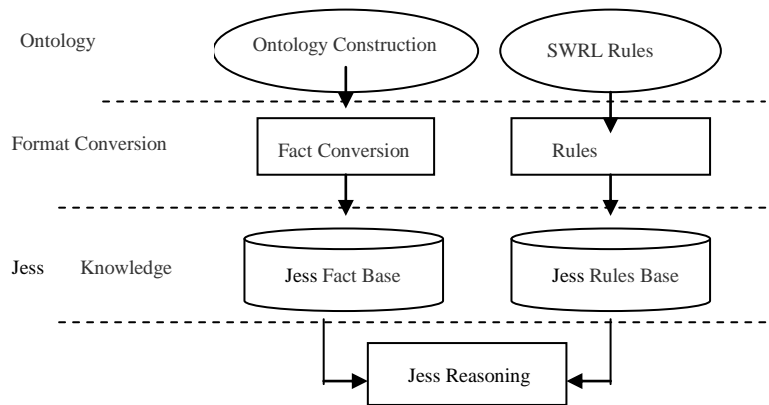 Ontology
Ontology Construction
SWRL Rules
Format Conversion
Fact Conversion
Rules
Jess Knowledge
Jess Fact Base
Jess Rules Base
Jess Reasoning